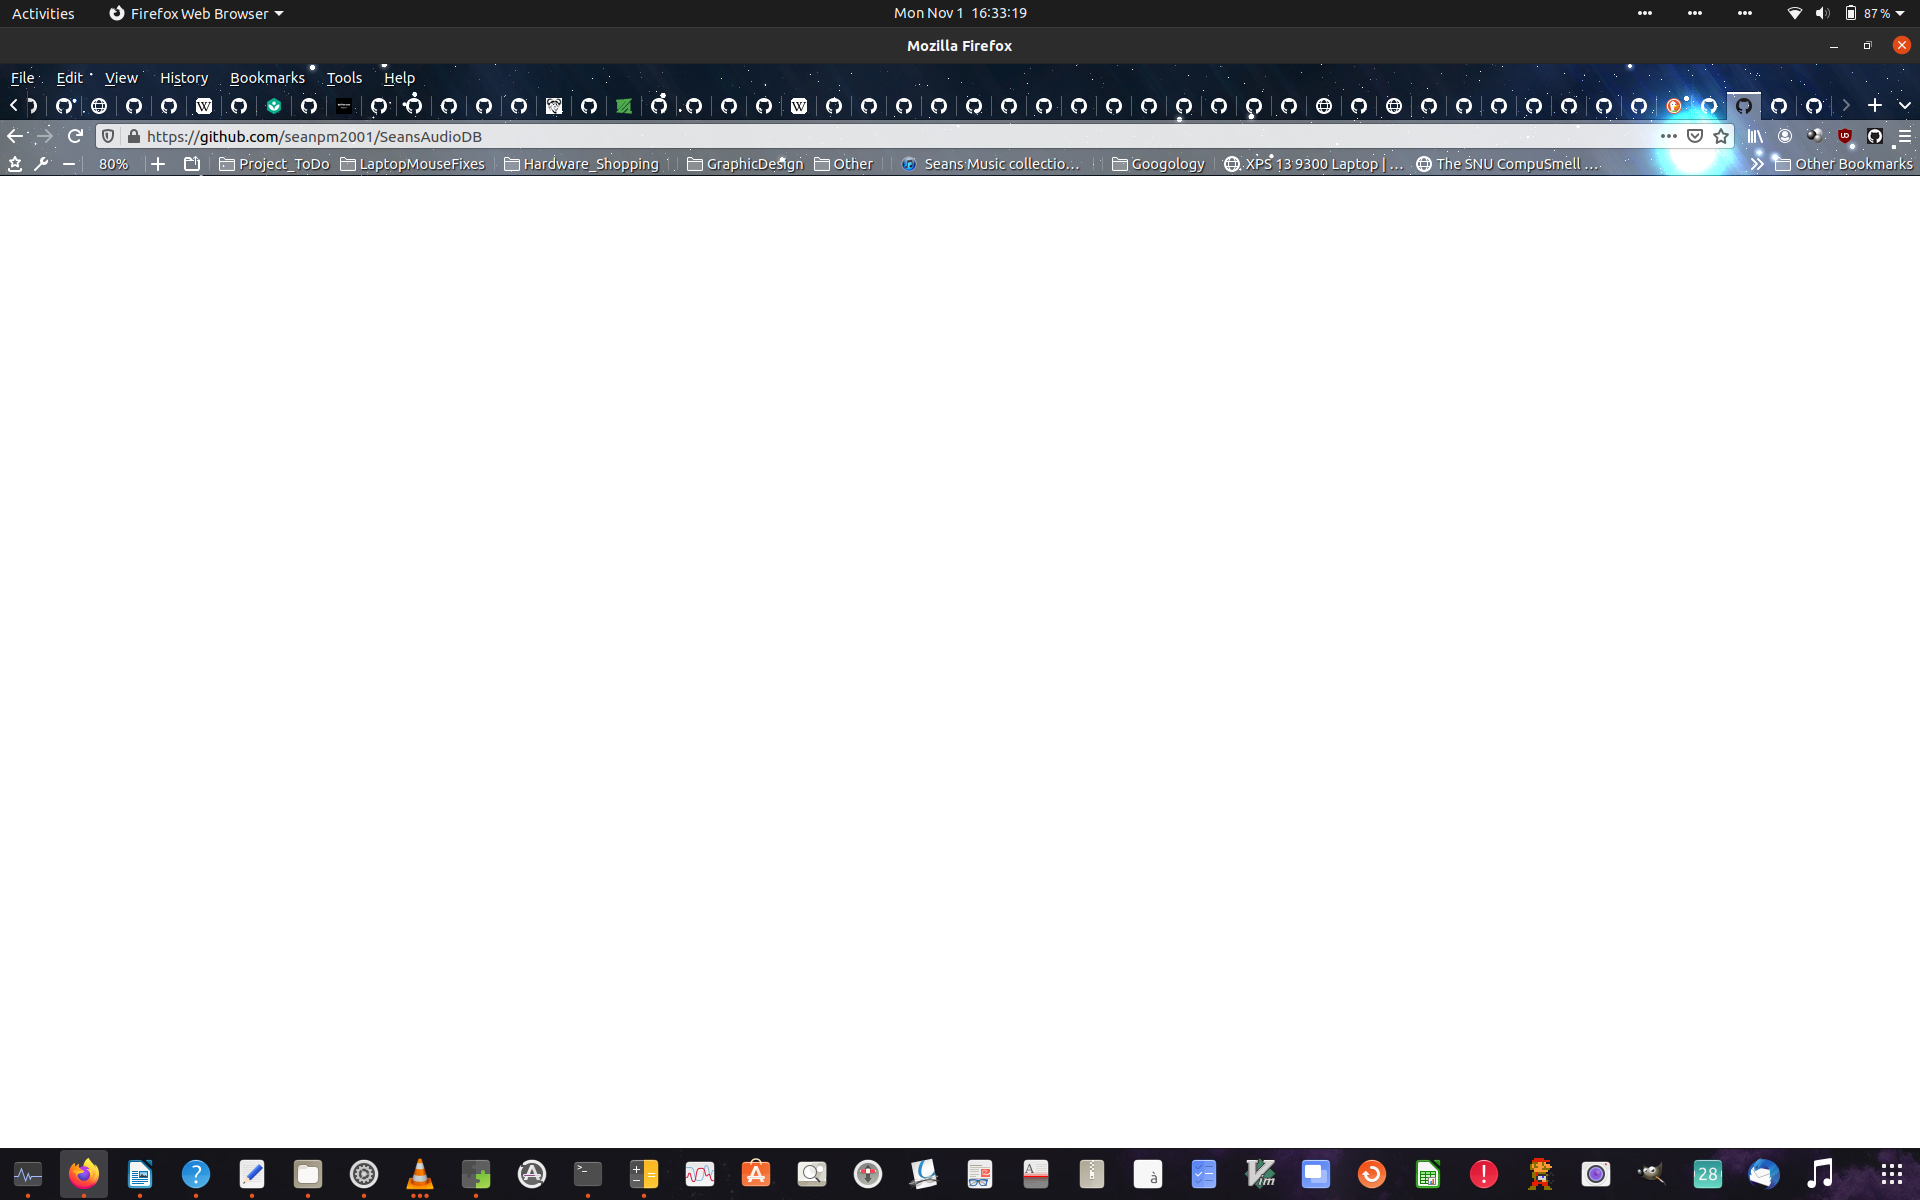 Activities Firefox Web Browser Mon Nov 1 16:33:19 87 %
Mozilla Firefox
File Edit View History Bookmarks Tools Help
https://github.com/seanpm2001/SeansAudioDB
80% Project_ToDo LaptopMouseFixes Hardware_Shopping GraphicDesign Other Seans Music collectio... Googology XPS 13 9300 Laptop | ... The SNU CompuSmell ... Other Bookmarks
28